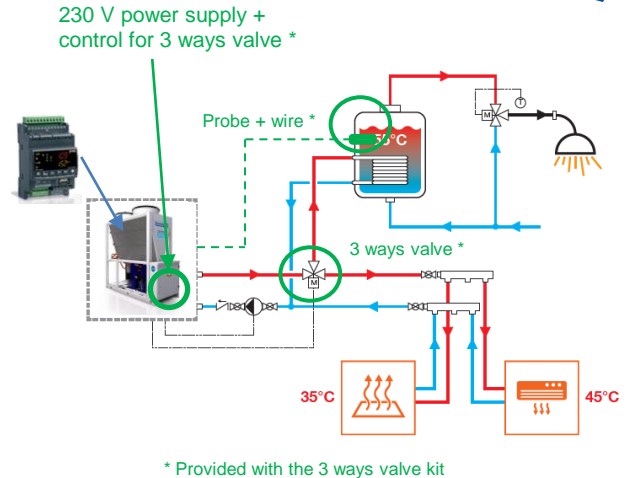 230 V power supply +
control for 3 ways valve *
Probe + wire *
°C
T
M
3 ways valve *
M
35°C
45°C
* Provided with the 3 ways valve kit